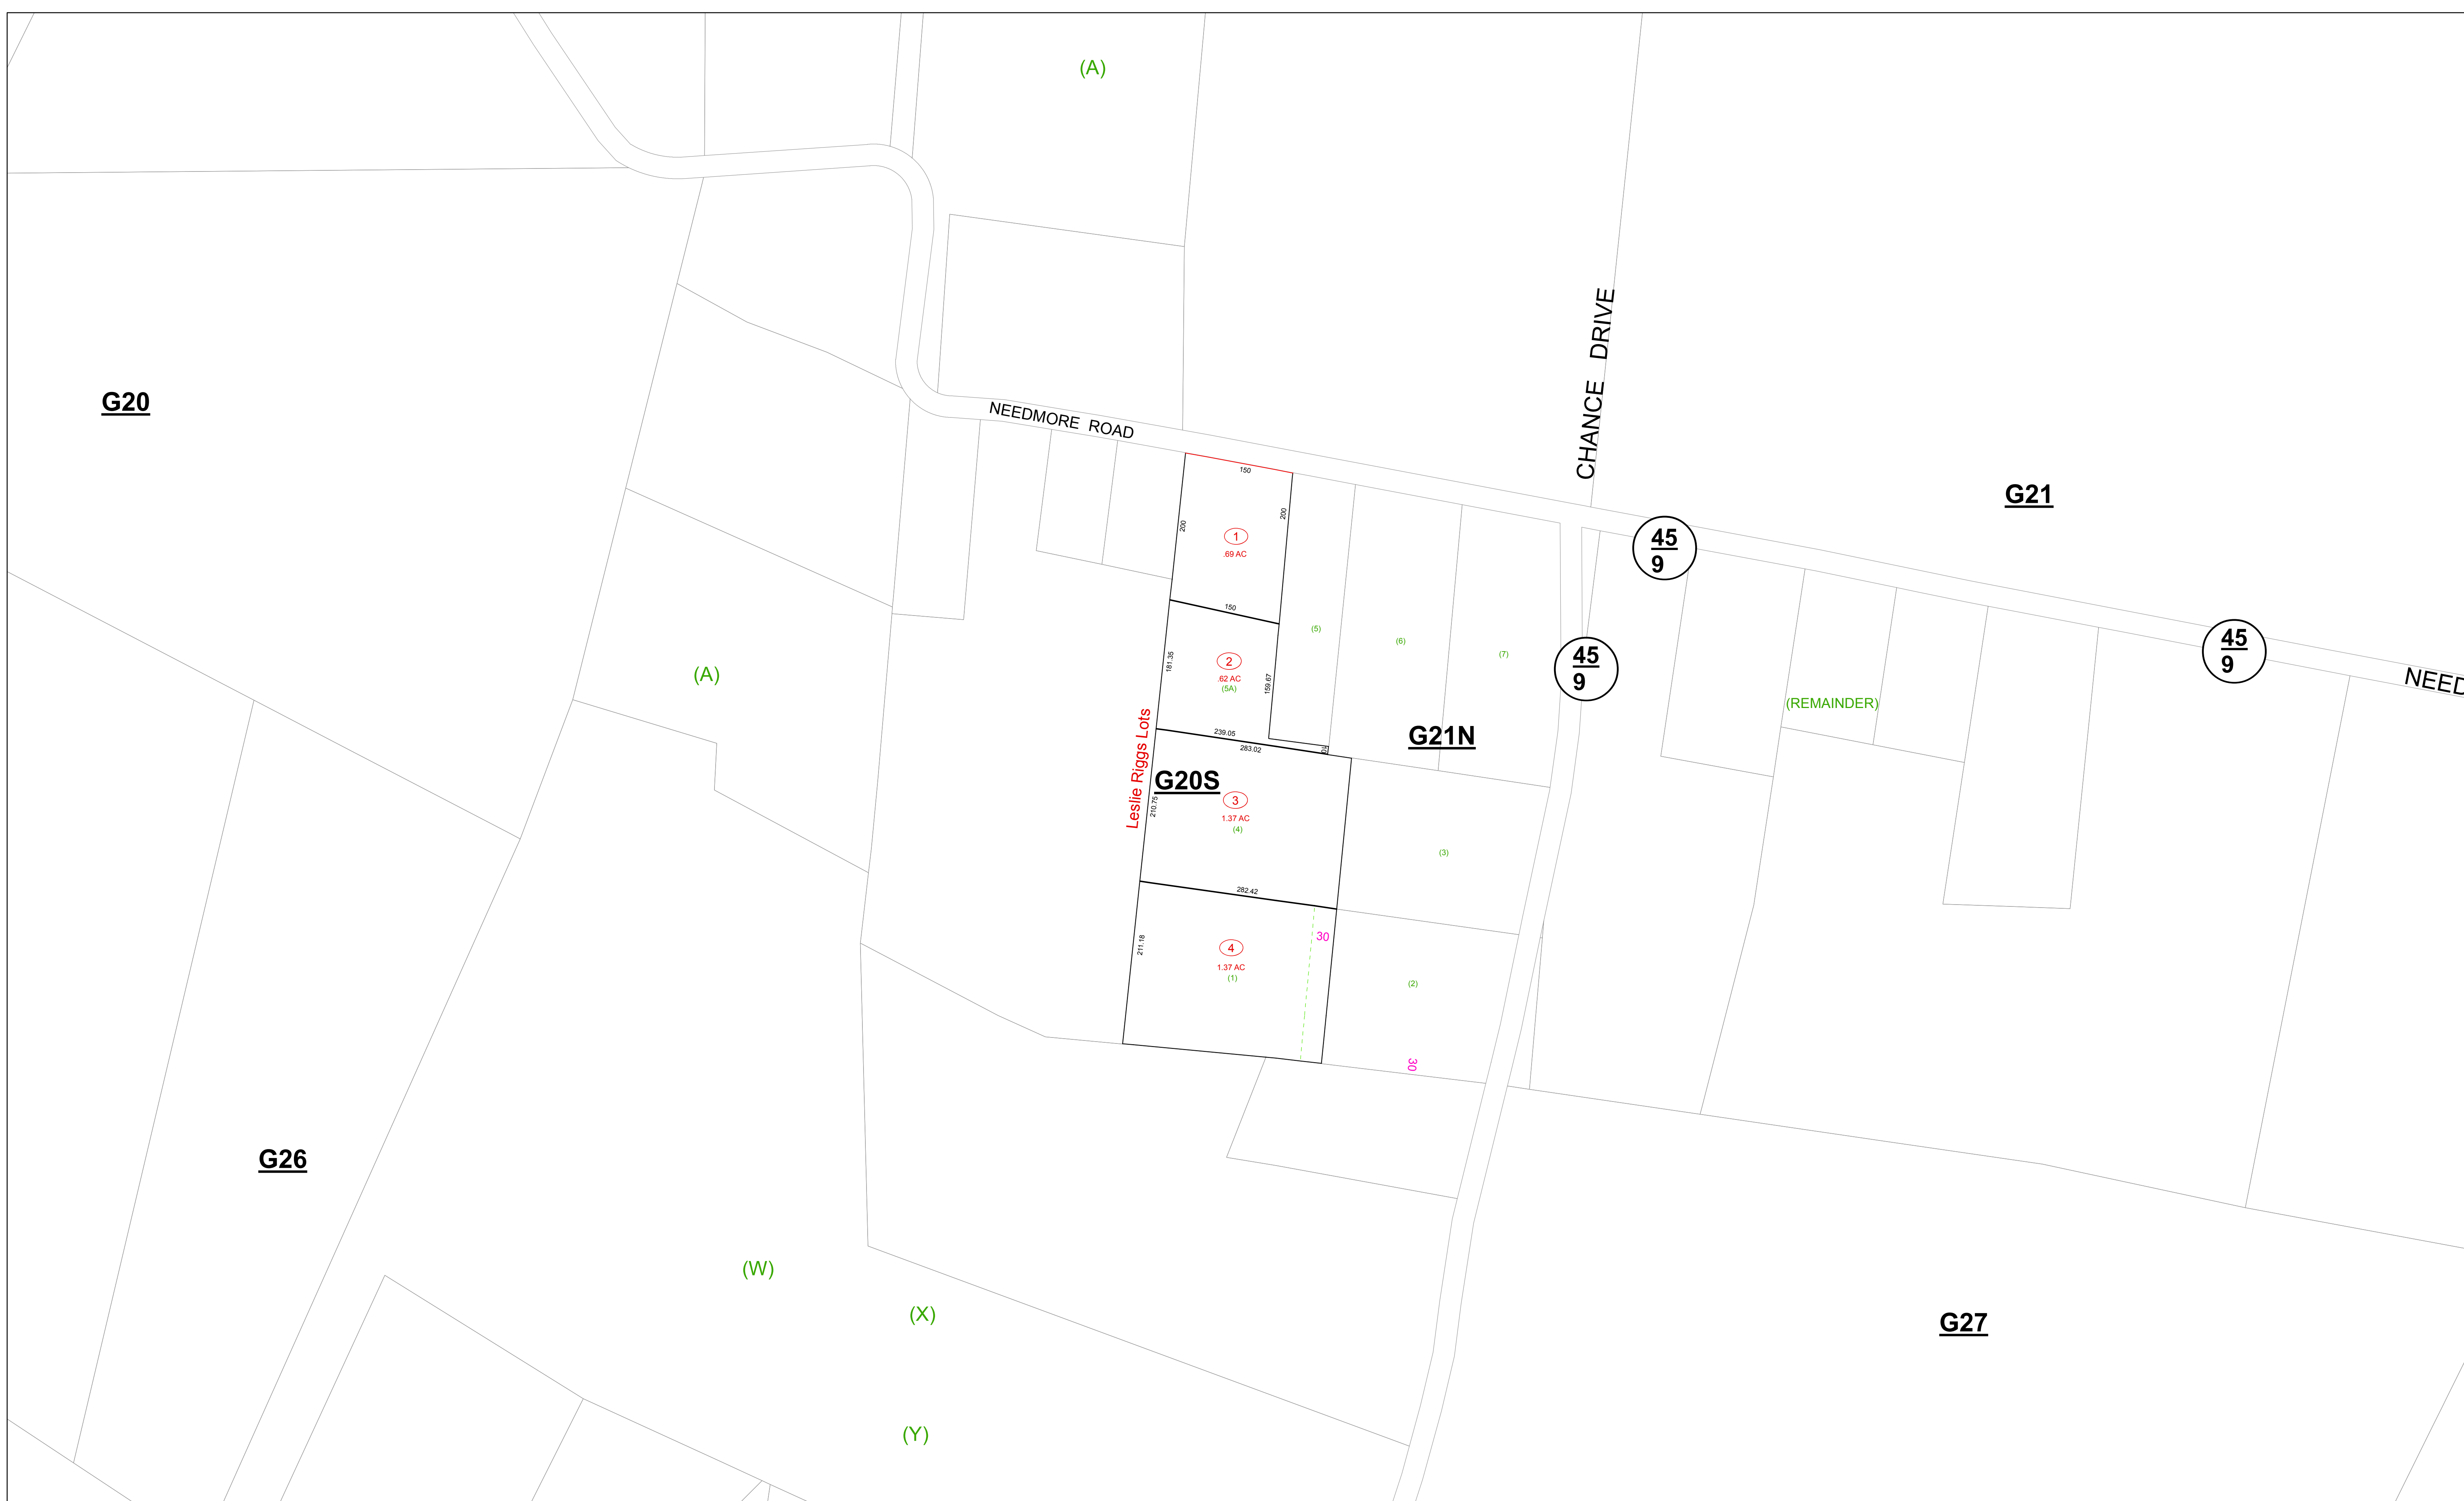 (A)
G20
NEEDMORE ROAD
CHANCE DRIVE
G21
150
200
200
1
.69 AC
45
9
150
(5)
(6)
(7)
181.35
2
.62 AC
(5A)
159.67
45
9
45
9
NEED
(A)
(REMAINDER)
239.05
283.02
G21N
Leslie Riggs Lots
G20S
210.75
3
1.37 AC
(4)
(3)
282.42
30
211.18
4
1.37 AC
(1)
(2)
30
G26
(W)
(X)
G27
(Y)